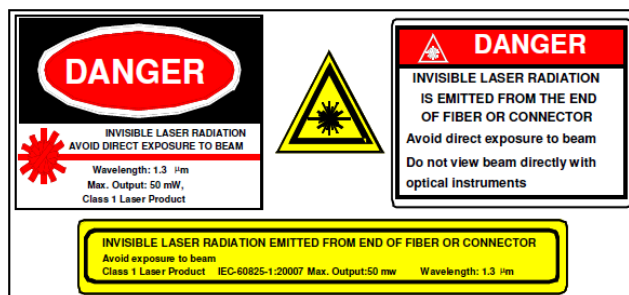 DANGER
INVISIBLE LASER RADIATION
AVOID DIRECT EXPOSURE TO BEAM
Wavelength: 1.3 μm
Max. Output: 50 mW,
Class 1 Laser Product
DANGER
INVISIBLE LASER RADIATION
IS EMITTED FROM THE END
OF FIBER OR CONNECTOR
Avoid direct exposure to beam
Do not view beam directly with
optical instruments
INVISIBLE LASER RADIATION EMITTED FROM END OF FIBER OR CONNECTOR
Avoid exposure to beam
Class 1 Laser Product IEC-60825-1:20007 Max. Output:50 mw Wavelength: 1.3 μm